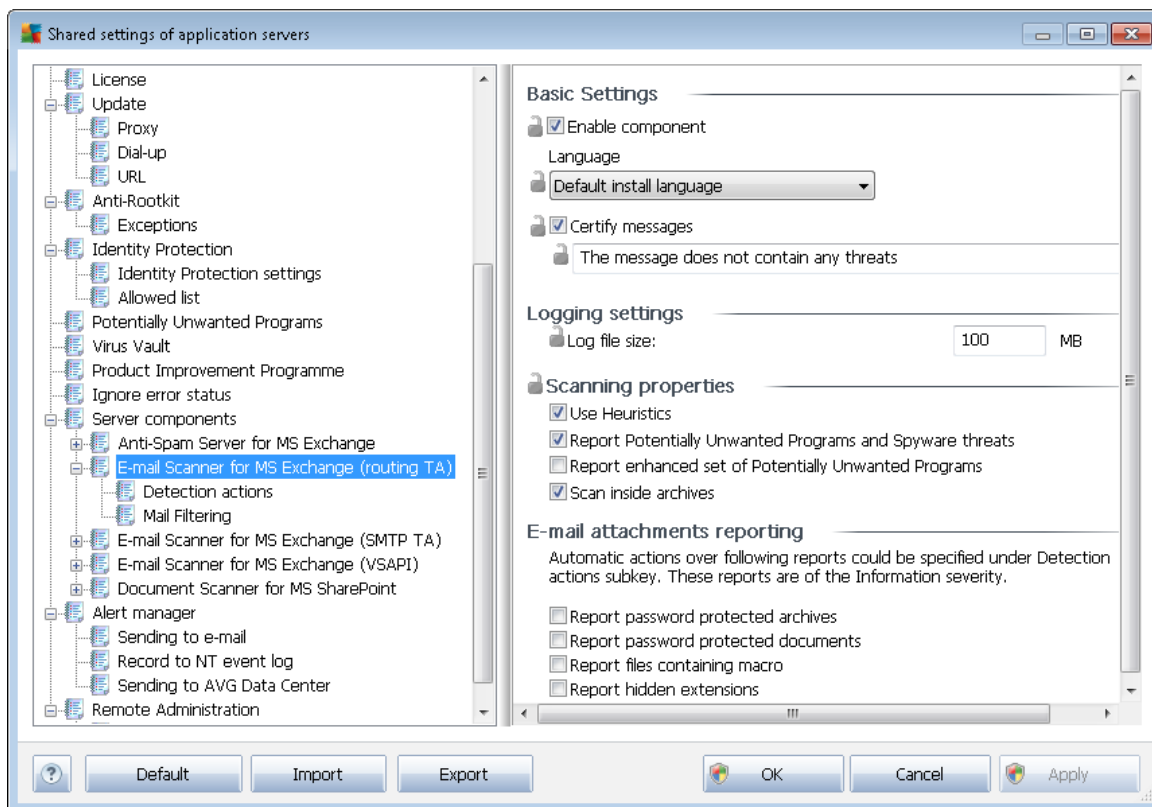 Shared settings of application servers
License
Update
Proxy
Dial-up
URL
Anti-Rootkit
Exceptions
Identity Protection
Identity Protection settings
Allowed list
Potentially Unwanted Programs
Virus Vault
Product Improvement Programme
Ignore error status
Server components
Anti-Spam Server for MS Exchange
E-mail Scanner for MS Exchange (routing TA)
Detection actions
Mail Filtering
E-mail Scanner for MS Exchange (SMTP TA)
E-mail Scanner for MS Exchange (VSAPI)
Document Scanner for MS SharePoint
Alert manager
Sending to e-mail
Record to NT event log
Sending to AVG Data Center
Remote Administration
Basic Settings
Enable component
Language
Default install language
Certify messages
The message does not contain any threats
Logging settings
Log file size: 100 MB
Scanning properties
Use Heuristics
Report Potentially Unwanted Programs and Spyware threats
Report enhanced set of Potentially Unwanted Programs
Scan inside archives
E-mail attachments reporting
Automatic actions over following reports could be specified under Detection
actions subkey. These reports are of the Information severity.
Report password protected archives
Report password protected documents
Report files containing macro
Report hidden extensions
? Default Import Export OK Cancel Apply